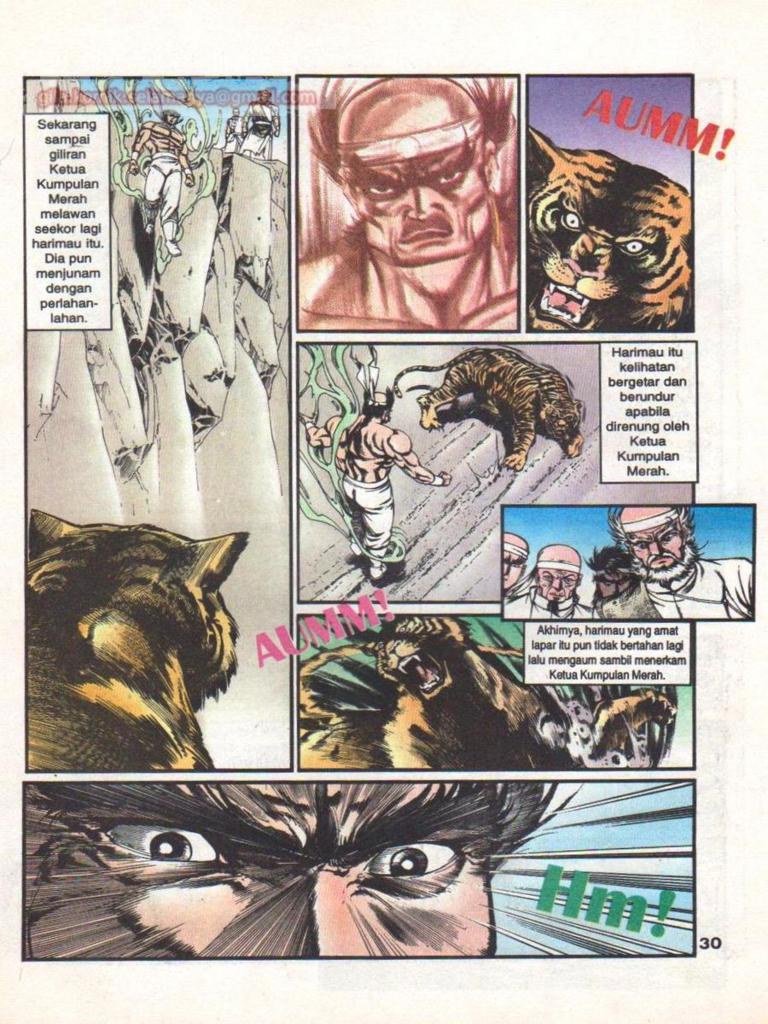 Sekarang
sampai
giliran
Ketua
Kumpulan
Merah
melawan
seekor lagi
harimau itu.
Dia pun
menjunam
dengan
perlahan-
lahan.
AUMM!
Harimau itu
kelihatan
bergetar dan
berundur
apabila
direnung oleh
Ketua
Kumpulan
Merah.
AUMM!
Akhirnya, harimau yang amat
lapar itu pun tidak bertahan lagi
lalu mengaum sambil menerkam
Ketua Kumpulan Merah.
Hm!
30